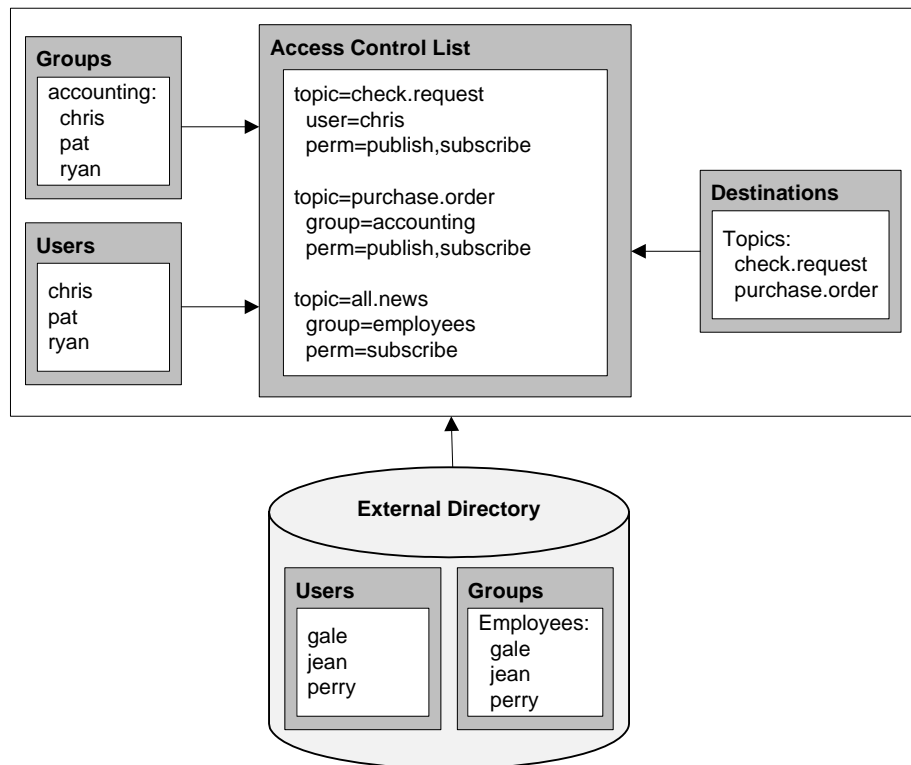 Groups
accounting:
chris
pat
ryan
Users
chris
pat
ryan
Access Control List
topic=check.request
user=chris
perm=publish,subscribe
topic=purchase.order
group=accounting
perm=publish,subscribe
topic=all.news
group=employees
perm=subscribe
Destinations
Topics:
check.request
purchase.order
External Directory
Users
gale
jean
perry
Groups
Employees:
gale
jean
perry